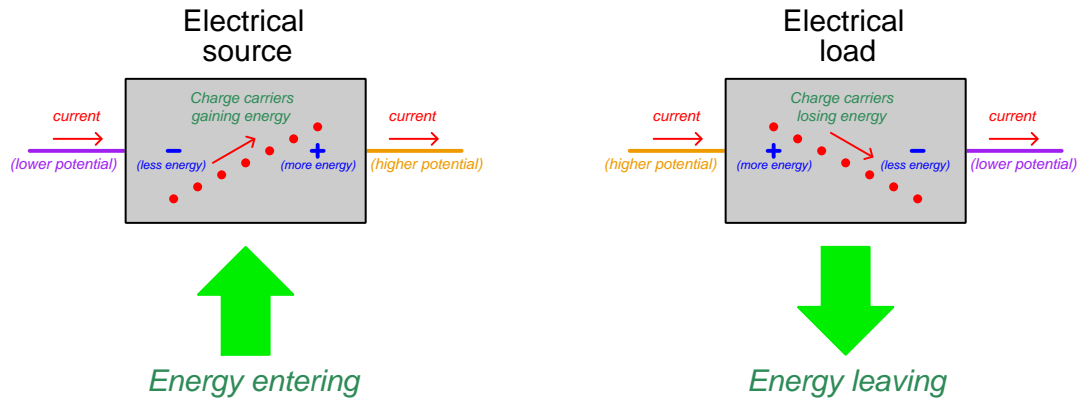 Electrical
source
Charge carriers
gaining energy
current
current
−
+
(lower potential)
(less energy)
(more energy)
(higher potential)
Energy entering
Electrical
load
Charge carriers
losing energy
current
current
+
−
(higher potential)
(more energy)
(less energy)
(lower potential)
Energy leaving